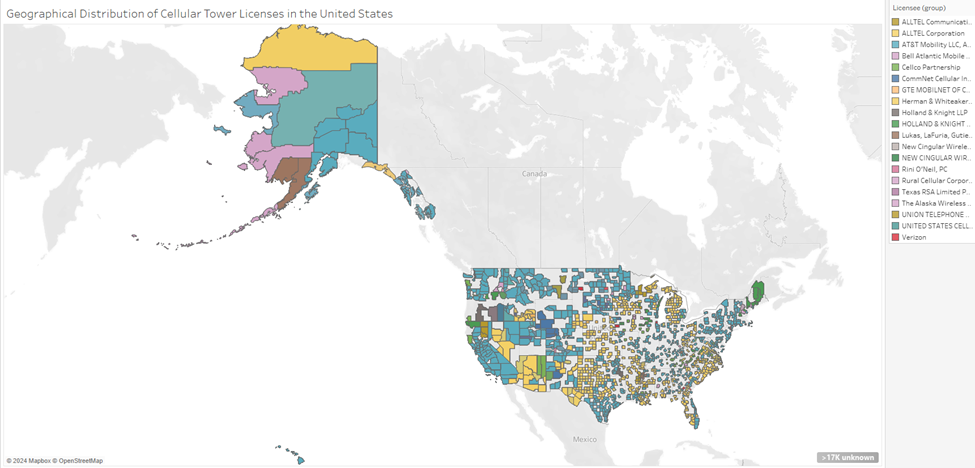 Geographical Distribution of Cellular Tower Licenses in the United States
Licensee (group)
ALLTEL Communicati..
ALLTEL Corporation
AT&T Mobility LLC, A..
Bell Atlantic Mobile ..
Cellco Partnership
CommNet Cellular In..
GTE MOBILNET OF C..
Herman & Whiteaker..
Holland & Knight LLP
HOLLAND & KNIGHT ..
Lukas, LaFuria, Gutie..
New Cingular Wirele..
NEW CINGULAR WIR..
Rini O'Neil, PC
Rural Cellular Corpor..
Texas RSA Limited P..
The Alaska Wireless ..
UNION TELEPHONE ..
UNITED STATES CELL..
Verizon
Canada
Mexico
© 2024 Mapbox © OpenStreetMap
>17K unknown